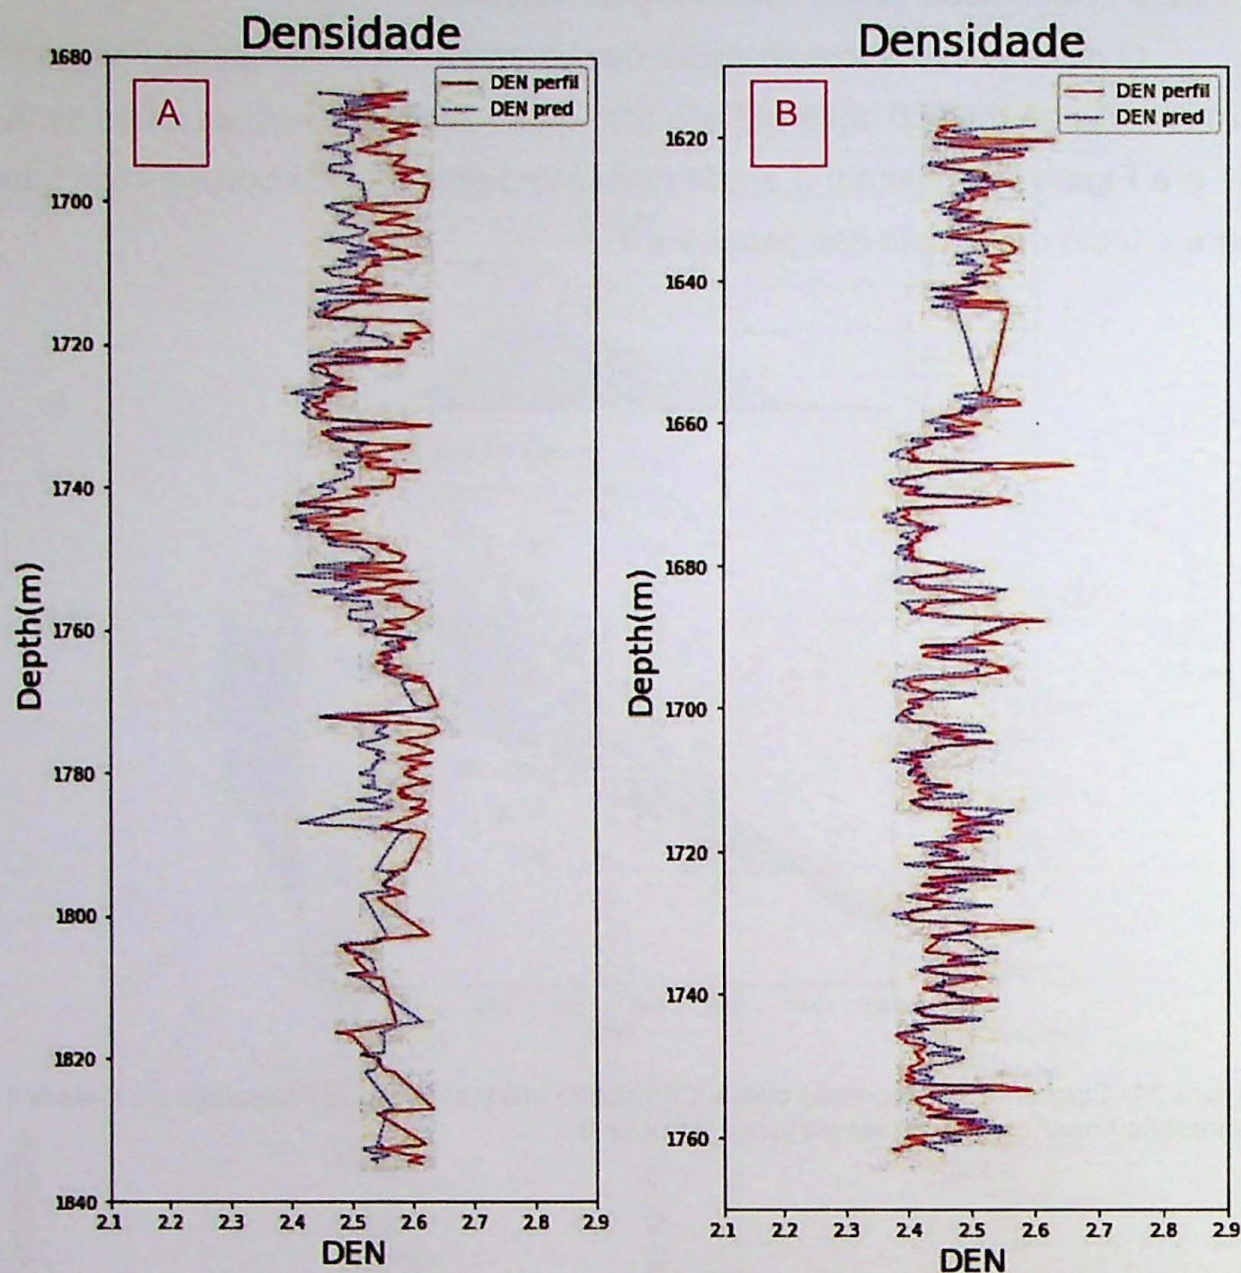 Densidade
A
DEN perfil
DEN pred
1680
1700
1720
1740
1760
1780
1800
1820
1840
Depth(m)
2.1 2.2 2.3 2.4 2.5 2.6 2.7 2.8 2.9
DEN
Densidade
B
DEN perfil
DEN pred
1620
1640
1660
1680
1700
1720
1740
1760
Depth(m)
2.1 2.2 2.3 2.4 2.5 2.6 2.7 2.8 2.9
DEN